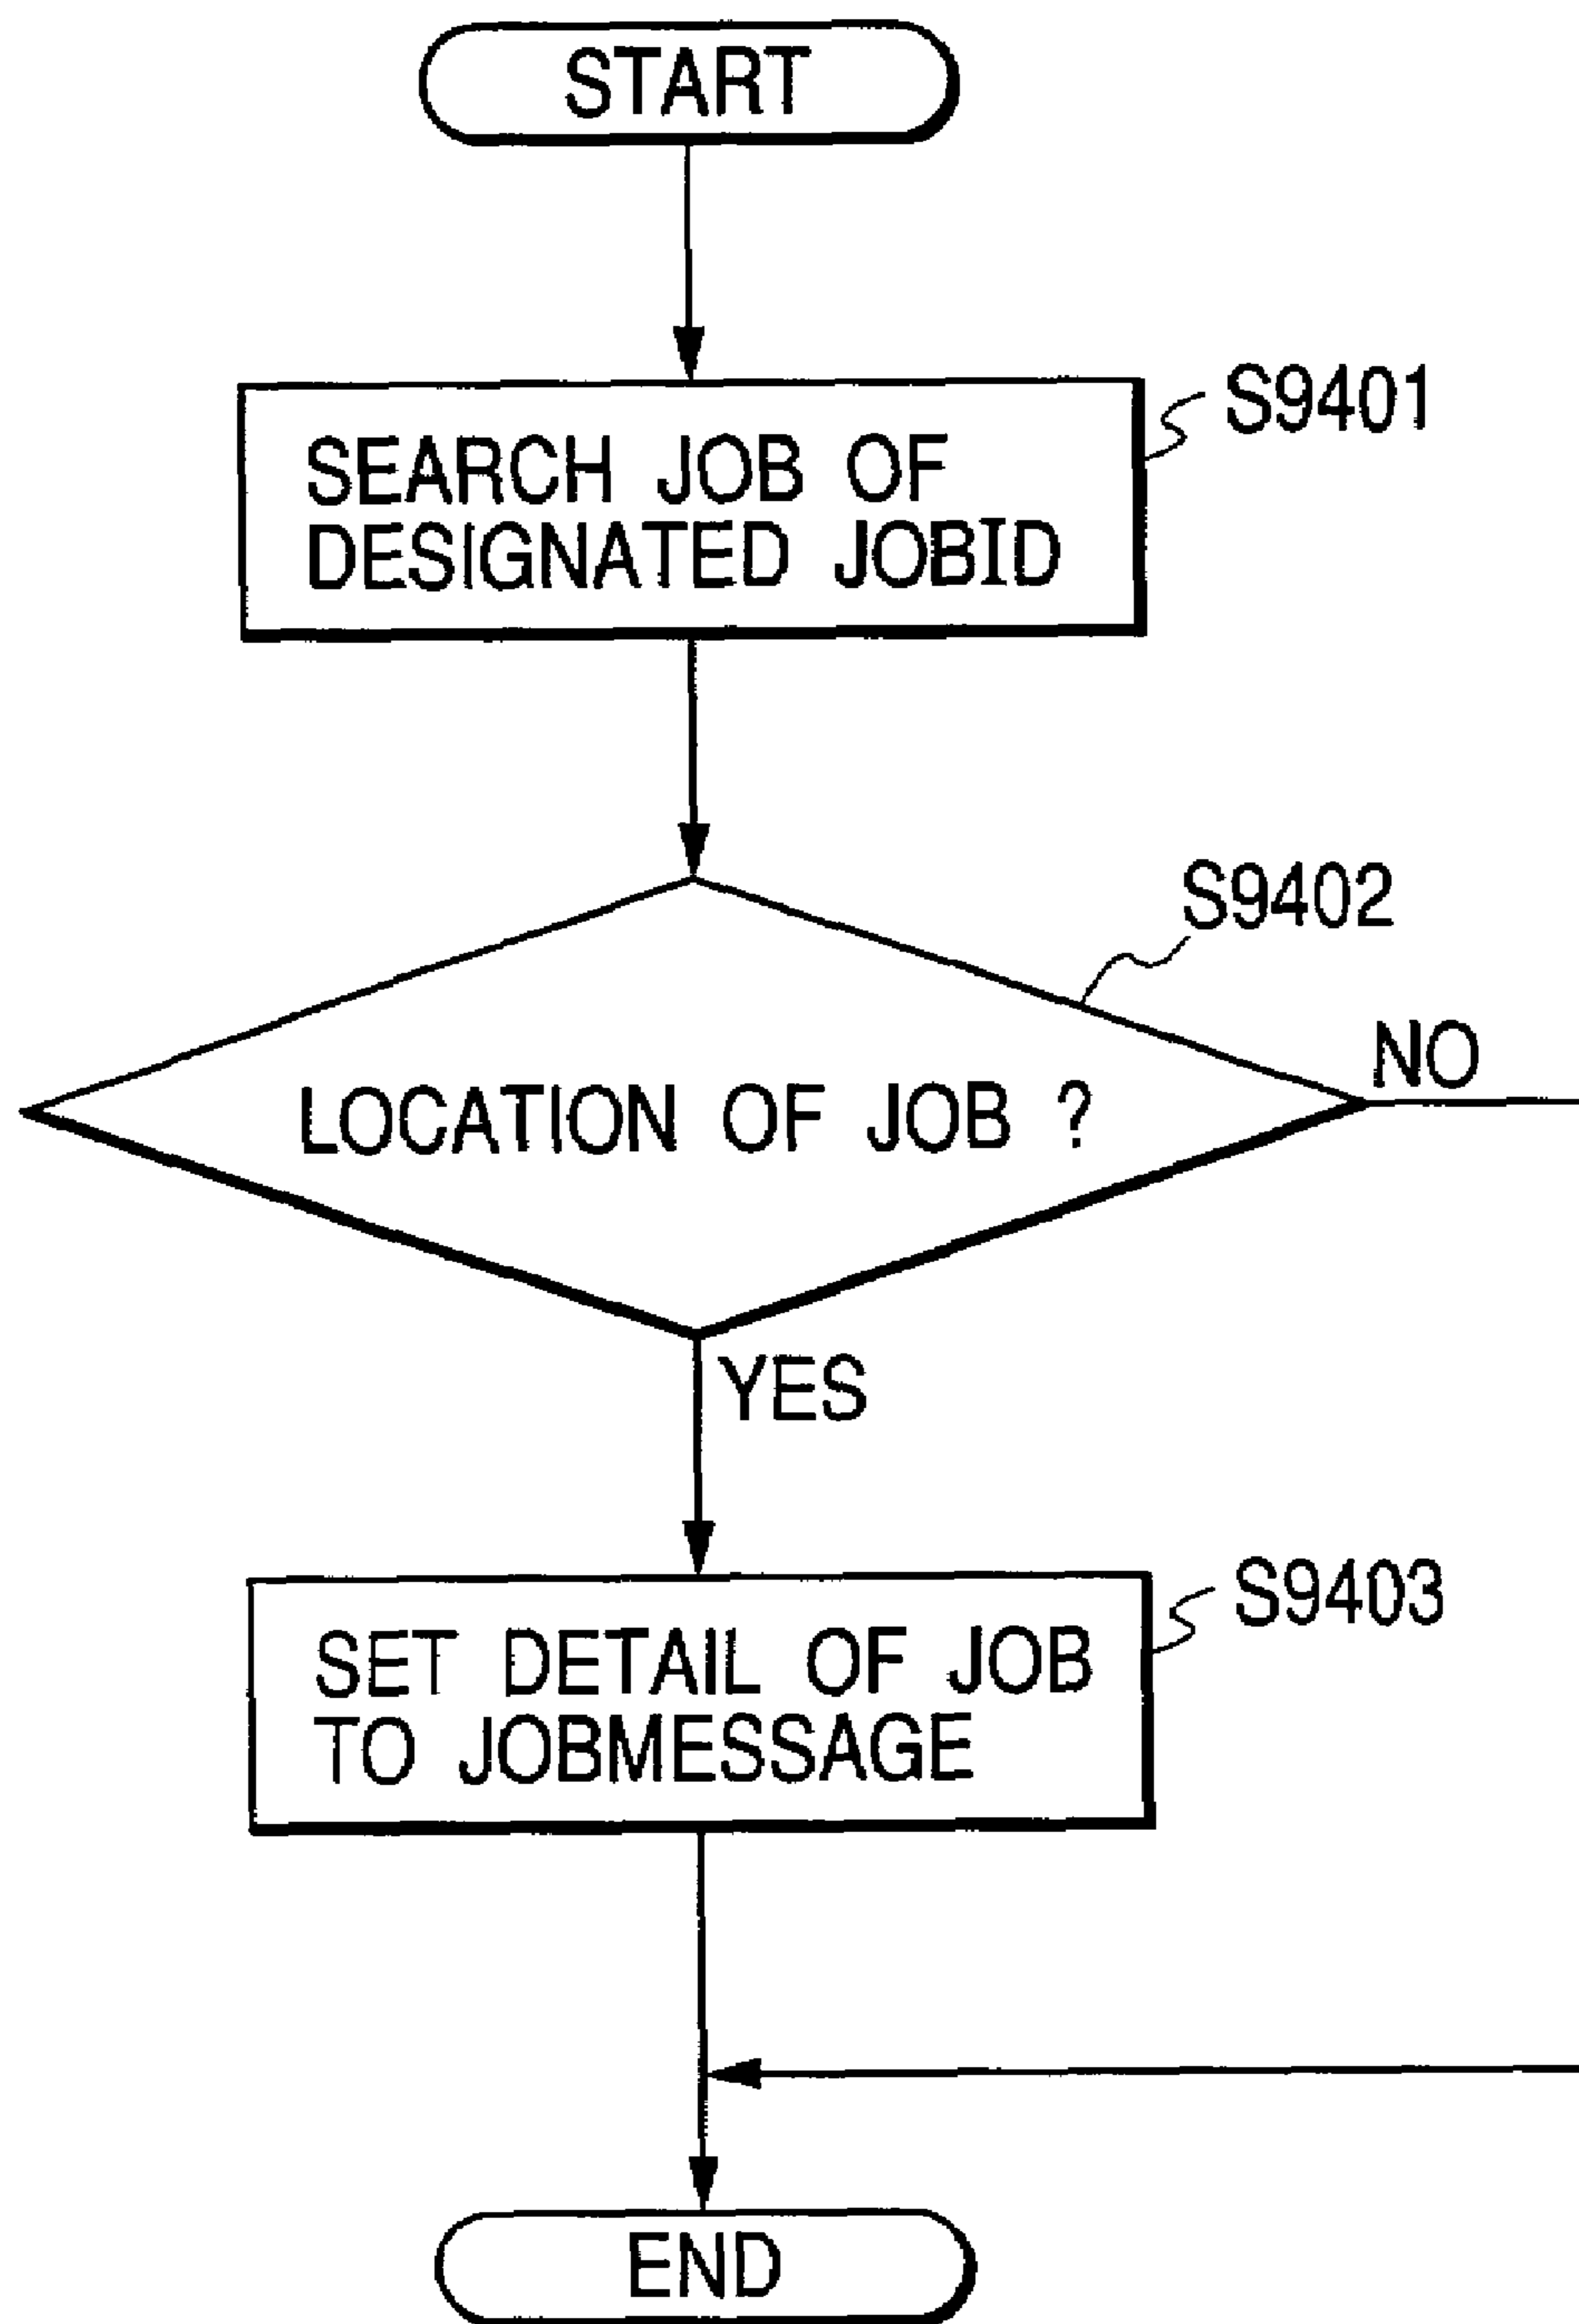 START
S9401
SEARCH JOB OF
DESIGNATED JOBID
S9402
NO
LOCATION OF JOB ?
YES
S9403
SET DETAIL OF JOB
TO JOBMESSAGE
END